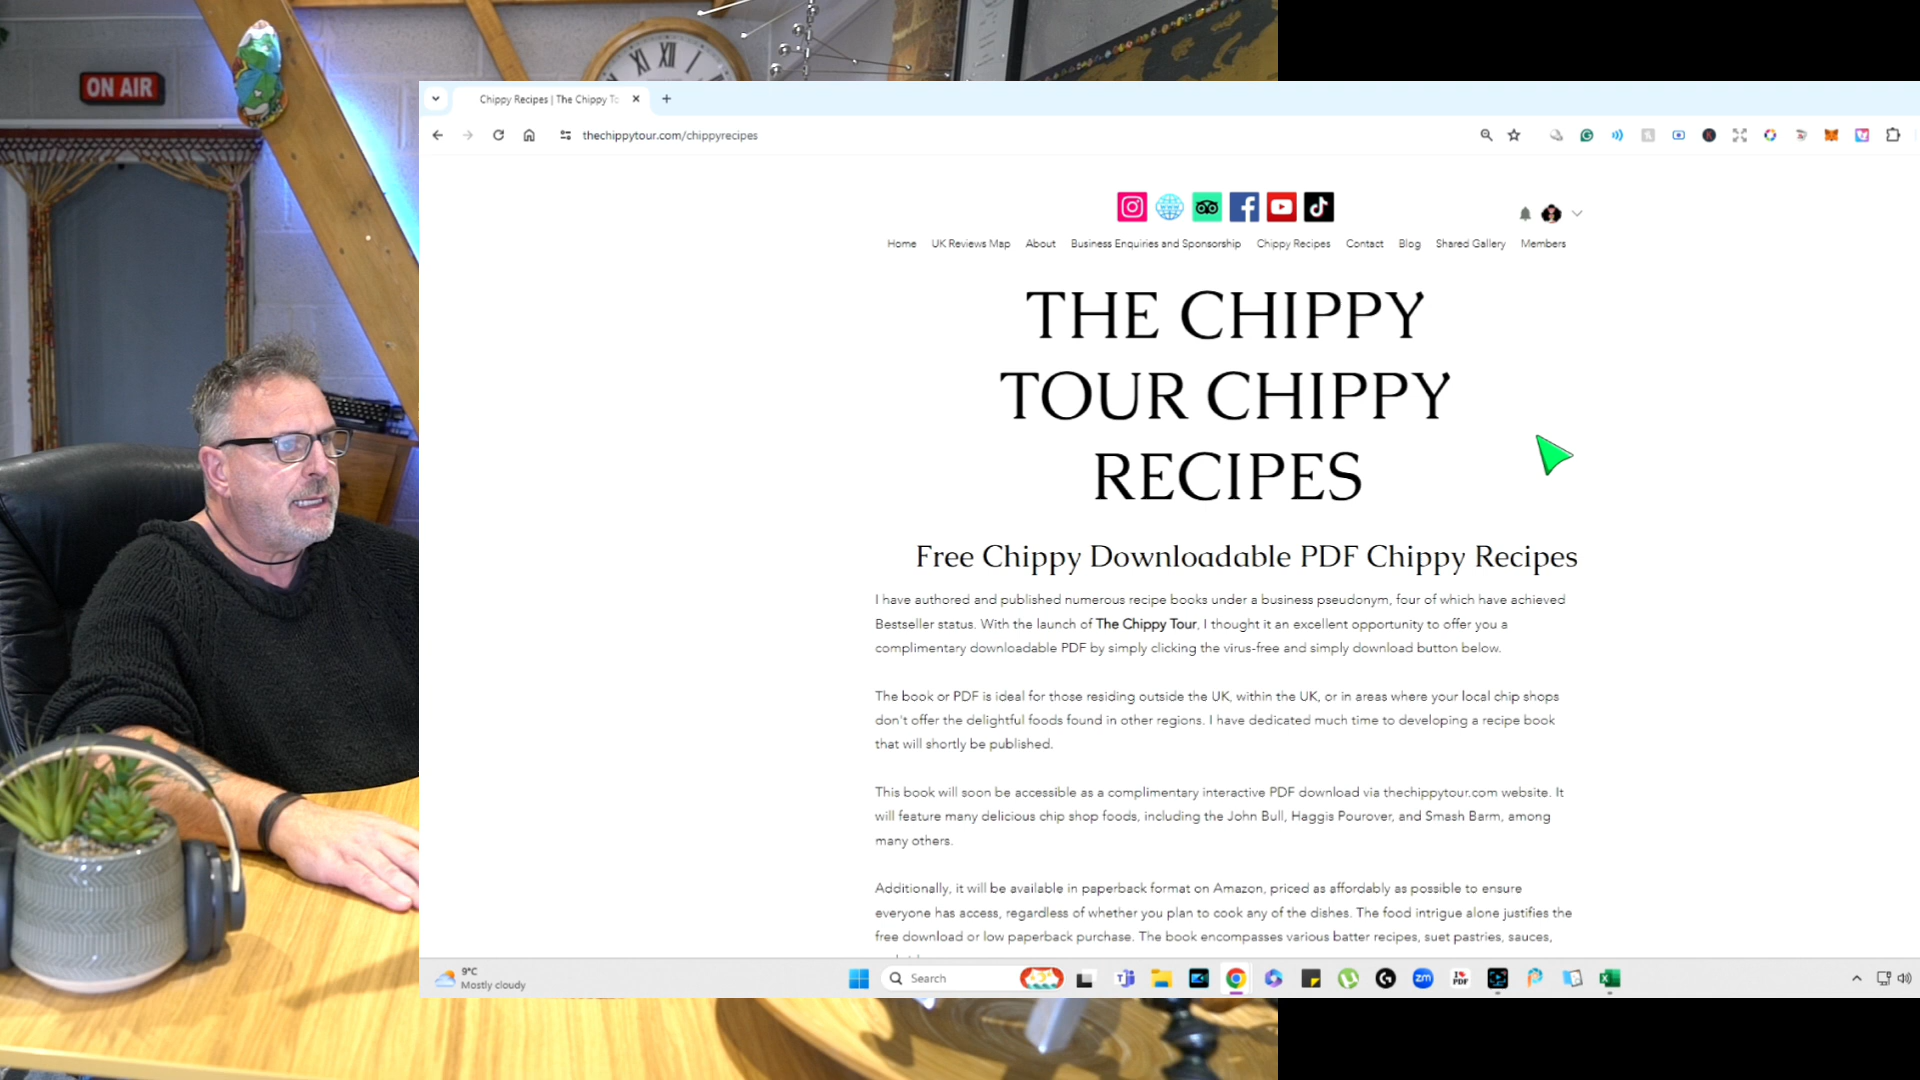 ON AIR
XI XII I
Chippy Recipes | The Chippy To
thechippytour.com/chippyrecipes
Home UK Reviews Map About Business Enquiries and Sponsorship Chippy Recipes Contact Blog Shared Gallery Members
THE CHIPPY
TOUR CHIPPY
RECIPES
Free Chippy Downloadable PDF Chippy Recipes
I have authored and published numerous recipe books under a business pseudonym, four of which have achieved
Bestseller status. With the launch of The Chippy Tour, I thought it an excellent opportunity to offer you a
complimentary downloadable PDF by simply clicking the virus-free and simply download button below.
The book or PDF is ideal for those residing outside the UK, within the UK, or in areas where your local chip shops
don't offer the delightful foods found in other regions. I have dedicated much time to developing a recipe book
that will shortly be published.
This book will soon be accessible as a complimentary interactive PDF download via thechippytour.com website. It
will feature many delicious chip shop foods, including the John Bull, Haggis Pourover, and Smash Barm, among
many others.
Additionally, it will be available in paperback format on Amazon, priced as affordably as possible to ensure
everyone has access, regardless of whether you plan to cook any of the dishes. The food intrigue alone justifies the
free download or low paperback purchase. The book encompasses various batter recipes, suet pastries, sauces,
9°C
Mostly cloudy
Search
zm
PDF